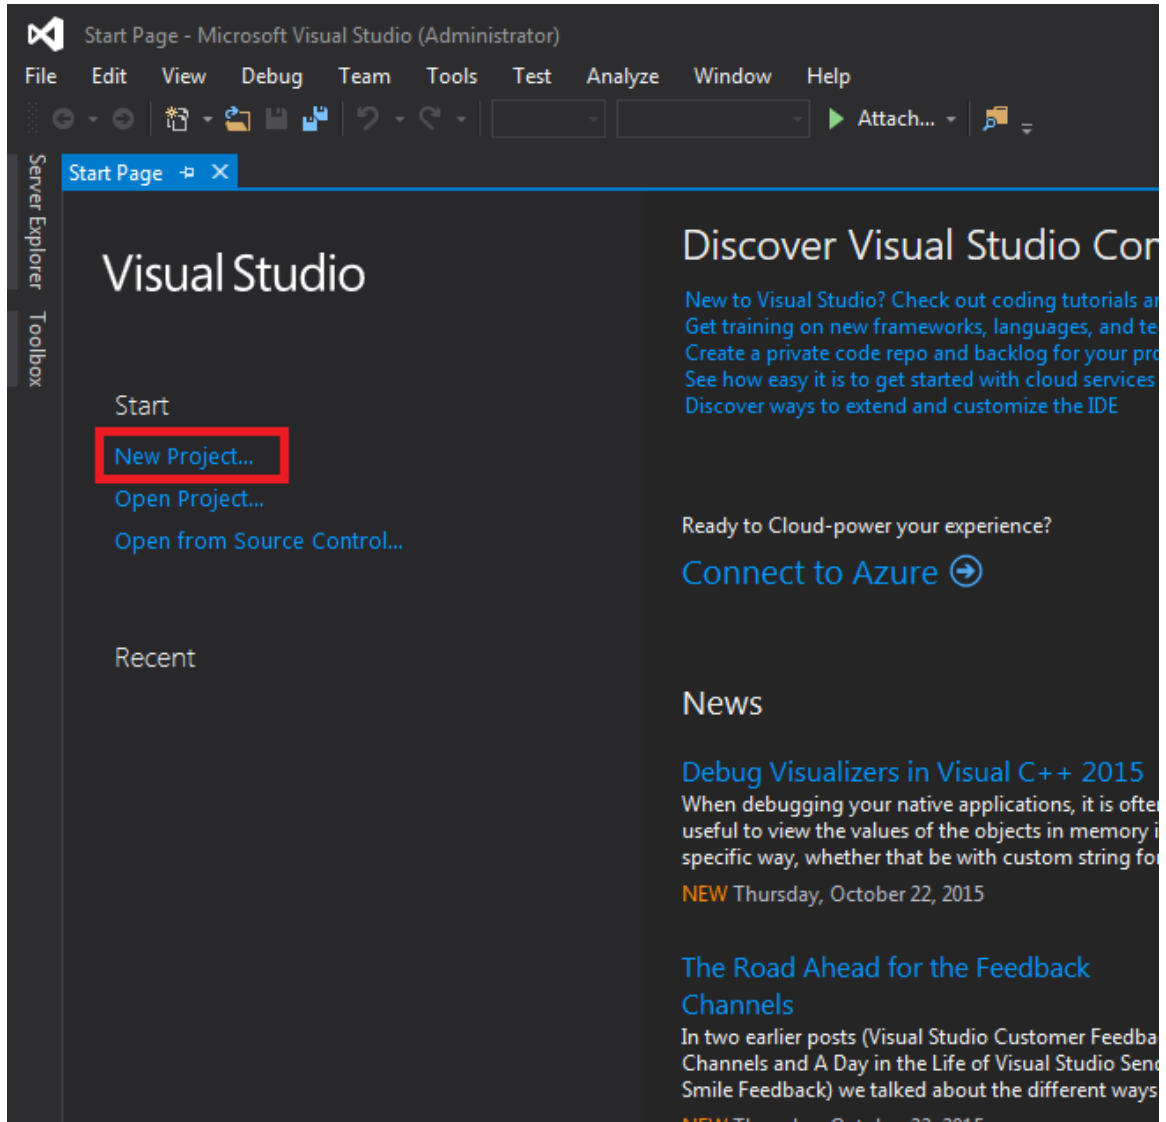 Start Page - Microsoft Visual Studio (Administrator)
File Edit View Debug Team Tools Test Analyze Window Help
Attach...
Server Explorer
Toolbox
Start Page
Visual Studio
Start
New Project...
Open Project...
Open from Source Control...
Recent
Discover Visual Studio
New to Visual Studio? Check out coding tutorials
Get training on new frameworks, languages, and
Create a private code repo and backlog for your
See how easy it is to get started with cloud services
Discover ways to extend and customize the IDE
Ready to Cloud-power your experience?
Connect to Azure
News
Debug Visualizers in Visual C++ 2015
When debugging your native applications, it is
useful to view the values of the objects in memory
specific way, whether that be with custom string
NEW Thursday, October 22, 2015
The Road Ahead for the Feedback
Channels
In two earlier posts (Visual Studio Customer
Channels and A Day in the Life of Visual Studio
Smile Feedback) we talked about the different ways